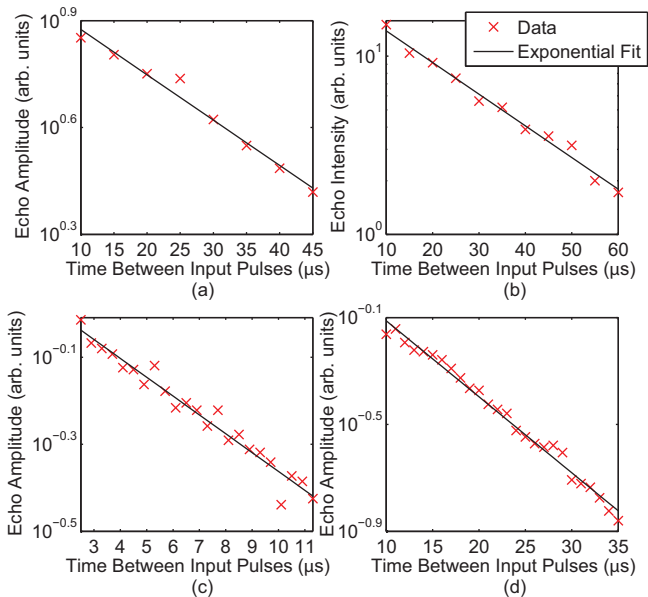 Echo Amplitude (arb. units)
10^0.9
10^0.6
10^0.3
10 15 20 25 30 35 40 45
Time Between Input Pulses (µs)
(a)
Echo Intensity (arb. units)
10^1
10^0
10 20 30 40 50 60
Time Between Input Pulses (µs)
(b)
Data
Exponential Fit
Echo Amplitude (arb. units)
10^−0.1
10^−0.3
10^−0.5
3 4 5 6 7 8 9 10 11
Time Between Input Pulses (µs)
(c)
Echo Amplitude (arb. units)
10^−0.1
10^−0.5
10^−0.9
10 15 20 25 30 35
Time Between Input Pulses (µs)
(d)